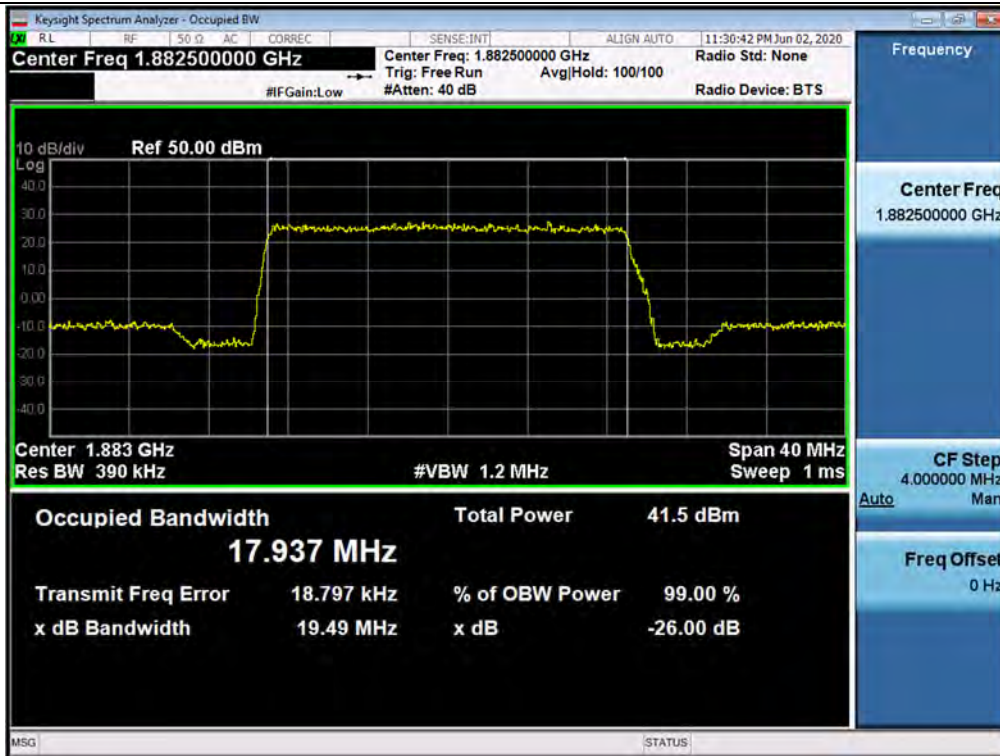 Keysight Spectrum Analyzer - Occupied BW
LXI RL RF 50 Ω AC CORREC SENSE:INT ALIGN AUTO 11:30:42 PM Jun 02, 2020
Center Freq 1.882500000 GHz
Center Freq: 1.882500000 GHz
Radio Std: None
Trig: Free Run Avg|Hold: 100/100
#IFGain:Low
#Atten: 40 dB
Radio Device: BTS
Frequency
10 dB/div Ref 50.00 dBm
Log
40.0
30.0
20.0
10.0
0.00
-10.0
-20.0
-30.0
-40.0
Center 1.883 GHz Span 40 MHz
Res BW 390 kHz #VBW 1.2 MHz Sweep 1 ms
Center Freq
1.882500000 GHz
CF Step
4.000000 MHz
Auto Man
Freq Offset
0 Hz
Occupied Bandwidth Total Power 41.5 dBm
17.937 MHz
Transmit Freq Error 18.797 kHz % of OBW Power 99.00 %
x dB Bandwidth 19.49 MHz x dB -26.00 dB
MSG STATUS